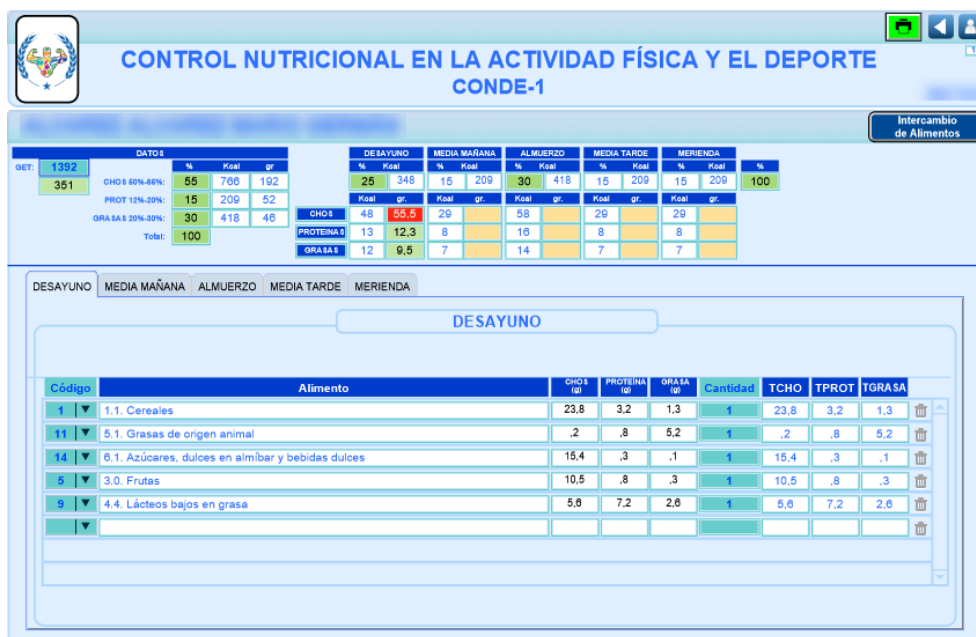 CONTROL NUTRICIONAL EN LA ACTIVIDAD FÍSICA Y EL DEPORTE
CONDE-1
Intercambio
de Alimentos
DATOS DESAYUNO MEDIA MAÑANA ALMUERZO MEDIA TARDE MERIENDA
GET: 1392 % Kcal gr % Kcal % Kcal % Kcal % Kcal % Kcal %
351 CHOS 50%-65%: 55 766 192 25 348 15 209 30 418 15 209 15 209 100
PROT 12%-20%: 15 209 52 Kcal gr. Kcal gr. Kcal gr. Kcal gr. Kcal gr.
GRASAS 20%-30%: 30 418 46 CHOS 48 55,5 29 58 29 29
Total: 100 PROTEINAS 13 12,3 8 16 8 8
GRASAS 12 9,5 7 14 7 7
DESAYUNO MEDIA MAÑANA ALMUERZO MEDIA TARDE MERIENDA
DESAYUNO
Código Alimento CHOS (g) PROTEÍNA (g) GRASA (g) Cantidad TCHO TPROT TGRASA
1 1.1. Cereales 23,8 3,2 1,3 1 23,8 3,2 1,3
11 5.1. Grasas de origen animal ,2 ,8 5,2 1 ,2 ,8 5,2
14 6.1. Azúcares, dulces en almíbar y bebidas dulces 15,4 ,3 ,1 1 15,4 ,3 ,1
5 3.0. Frutas 10,5 ,8 ,3 1 10,5 ,8 ,3
9 4.4. Lácteos bajos en grasa 5,6 7,2 2,6 1 5,6 7,2 2,6